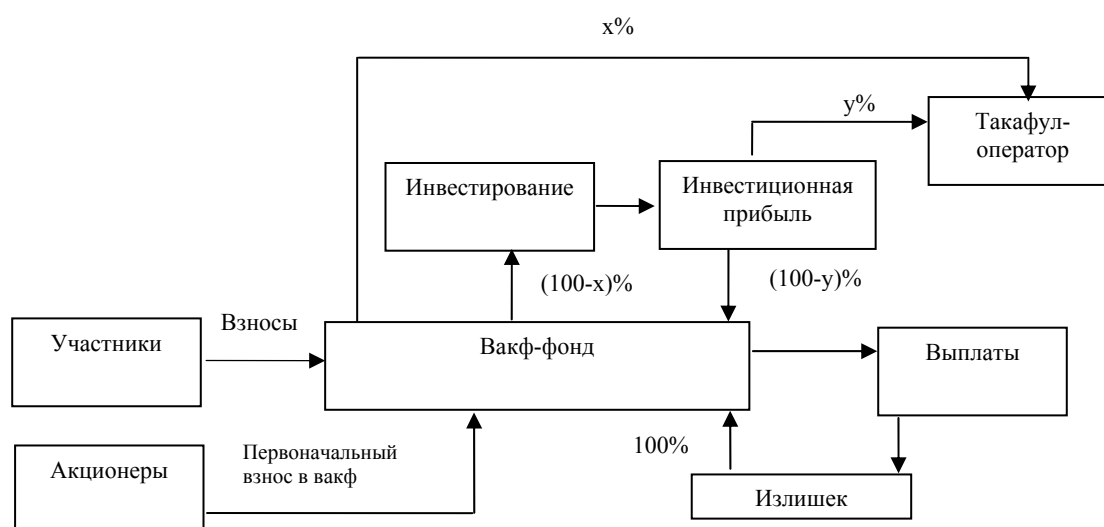 x%
y%
Такафул-
оператор
Инвестирование
Инвестиционная
прибыль
(100-x)%
(100-y)%
Взносы
Участники
Вакф-фонд
Выплаты
Акционеры
Первоначальный
взнос в вакф
100%
Излишек